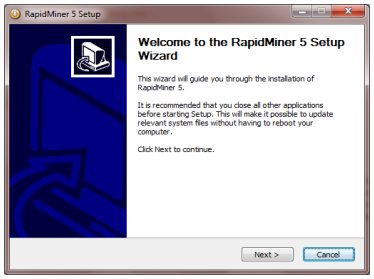 RapidMiner 5 Setup
Welcome to the RapidMiner 5 Setup
Wizard
This wizard will guide you through the installation of
RapidMiner 5.
It is recommended that you close all other applications
before starting Setup. This will make it possible to update
relevant system files without having to reboot your
computer.
Click Next to continue.
Next >
Cancel